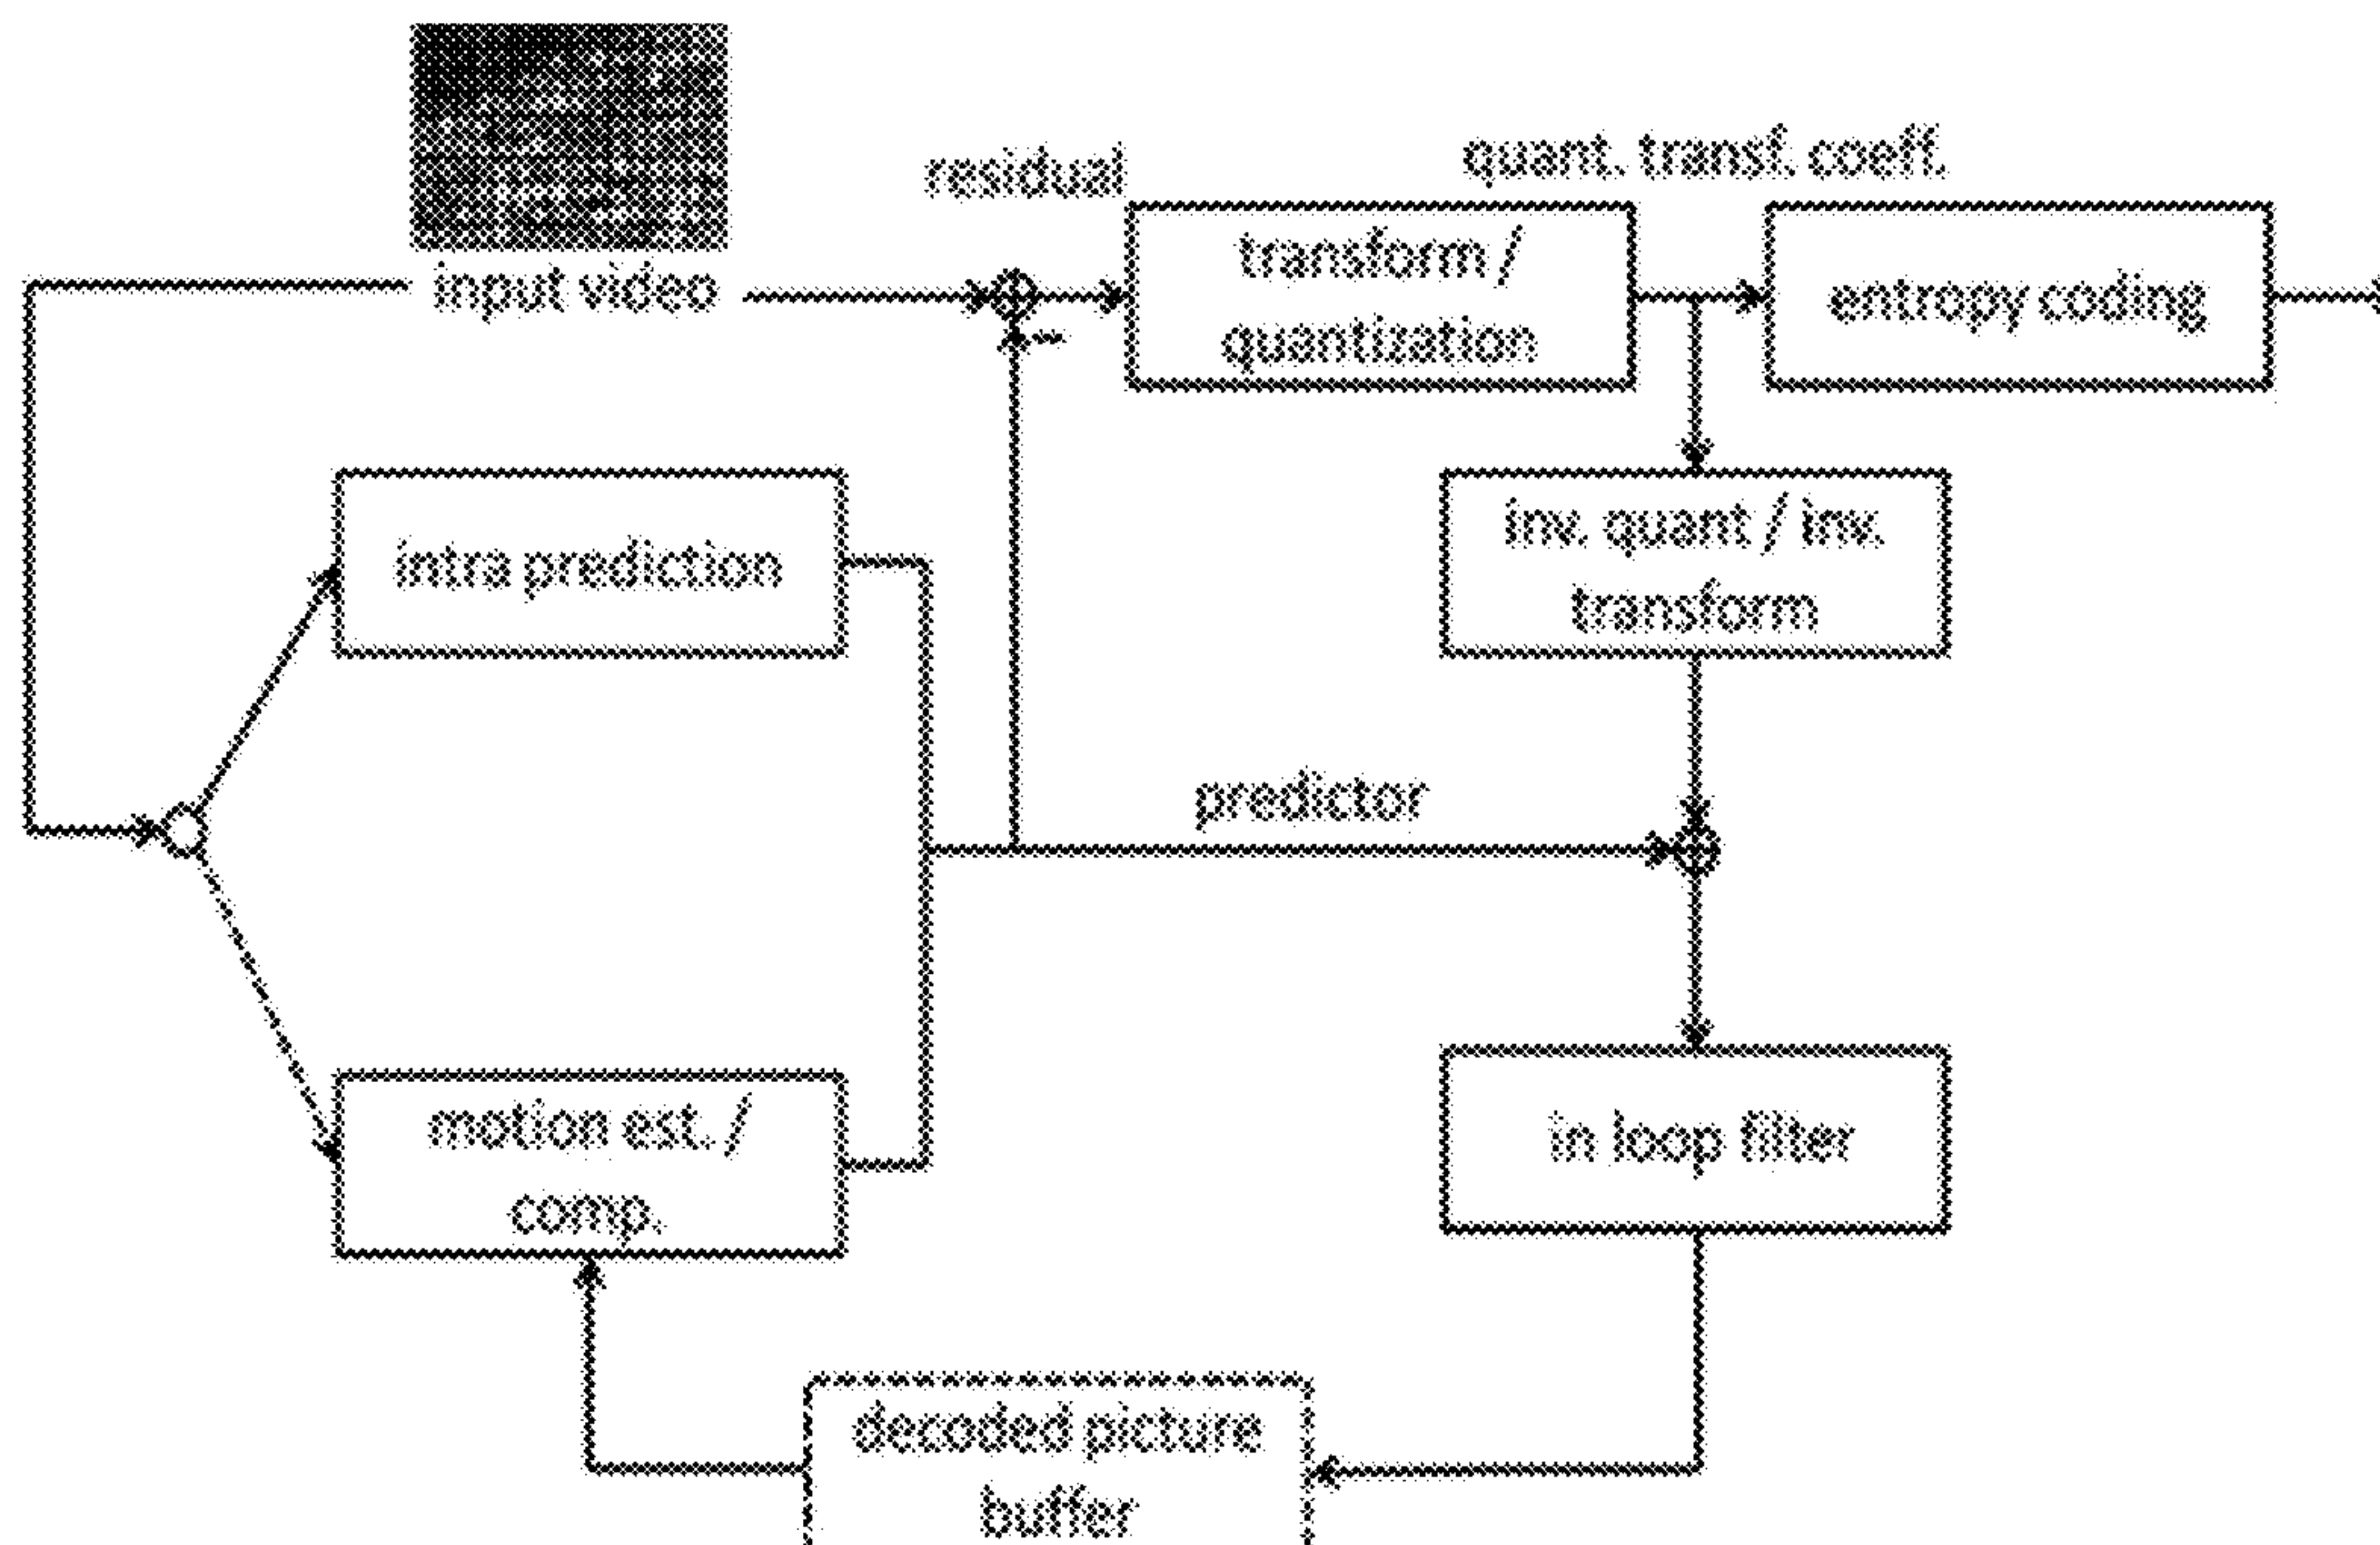 residual
quant. transf. coeff.
input video
transform /
quantization
entropy coding
-
intra prediction
inv. quant / inv.
transform
predictor
motion est. /
comp.
in loop filter
decoded picture
buffer